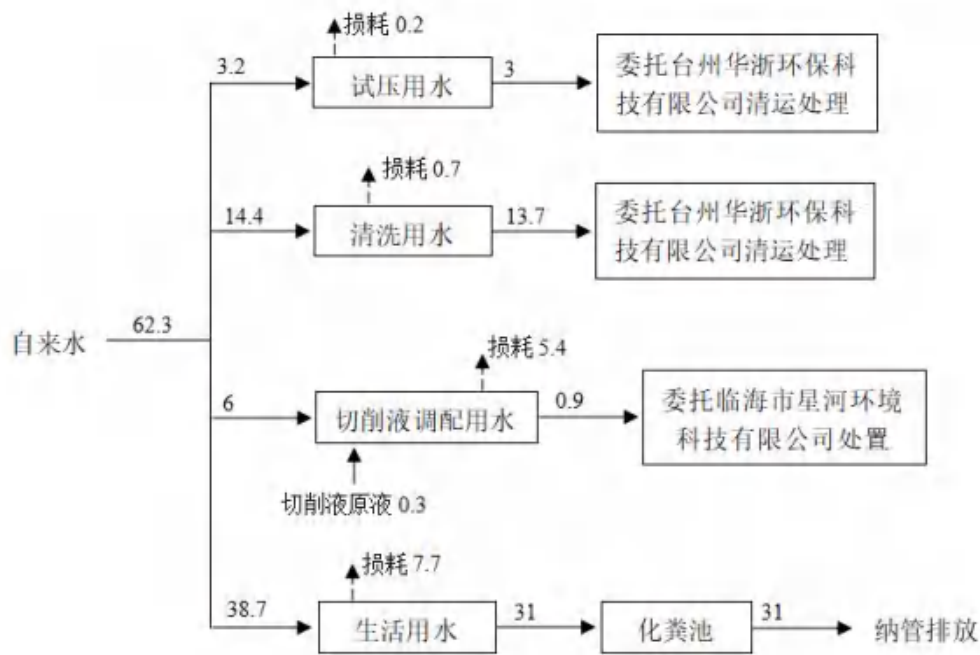 损耗 0.2
3.2
试压用水
3
委托台州华浙环保科
技有限公司清运处理
损耗 0.7
14.4
清洗用水
13.7
委托台州华浙环保科
技有限公司清运处理
自来水
62.3
损耗 5.4
6
切削液调配用水
0.9
委托临海市星河环境
科技有限公司处置
切削液原液 0.3
损耗 7.7
38.7
生活用水
31
化粪池
31
纳管排放